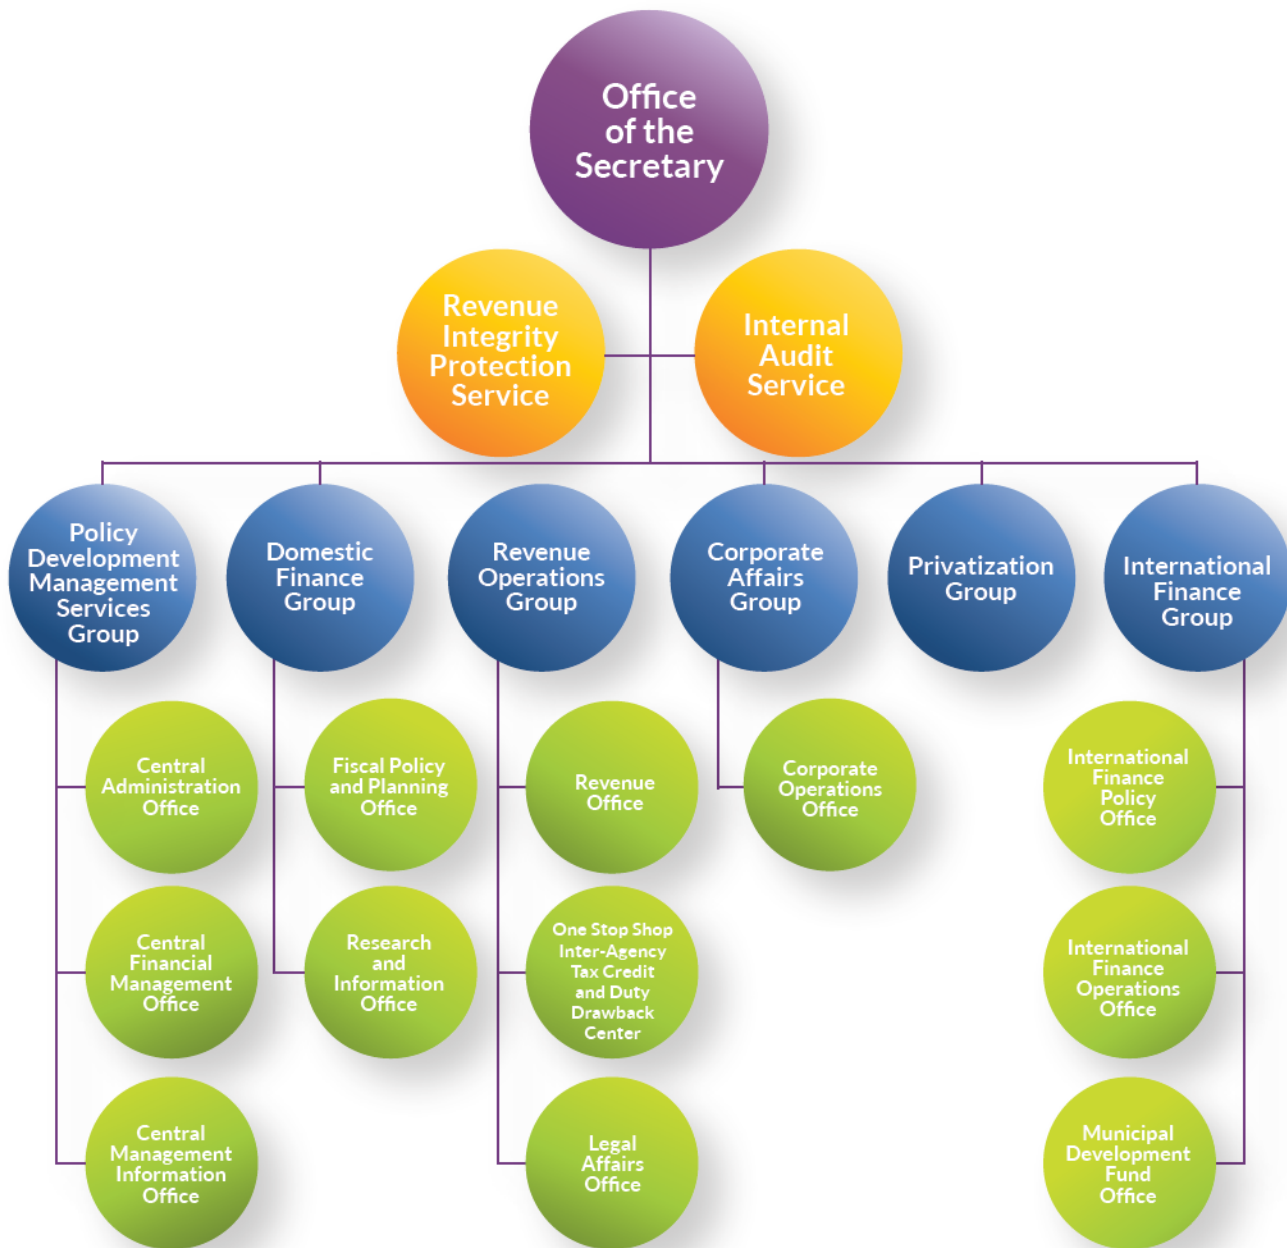 Office
of the
Secretary
Revenue
Integrity
Protection
Service
Internal
Audit
Service
Policy
Development
Management
Services
Group
Domestic
Finance
Group
Revenue
Operations
Group
Corporate
Affairs
Group
Privatization
Group
International
Finance
Group
Central
Administration
Office
Fiscal Policy
and Planning
Office
Revenue
Office
Corporate
Operations
Office
International
Finance
Policy
Office
Central
Financial
Management
Office
Research
and
Information
Office
One Stop Shop
Inter-Agency
Tax Credit
and Duty
Drawback
Center
International
Finance
Operations
Office
Central
Management
Information
Office
Legal
Affairs
Office
Municipal
Development
Fund
Office